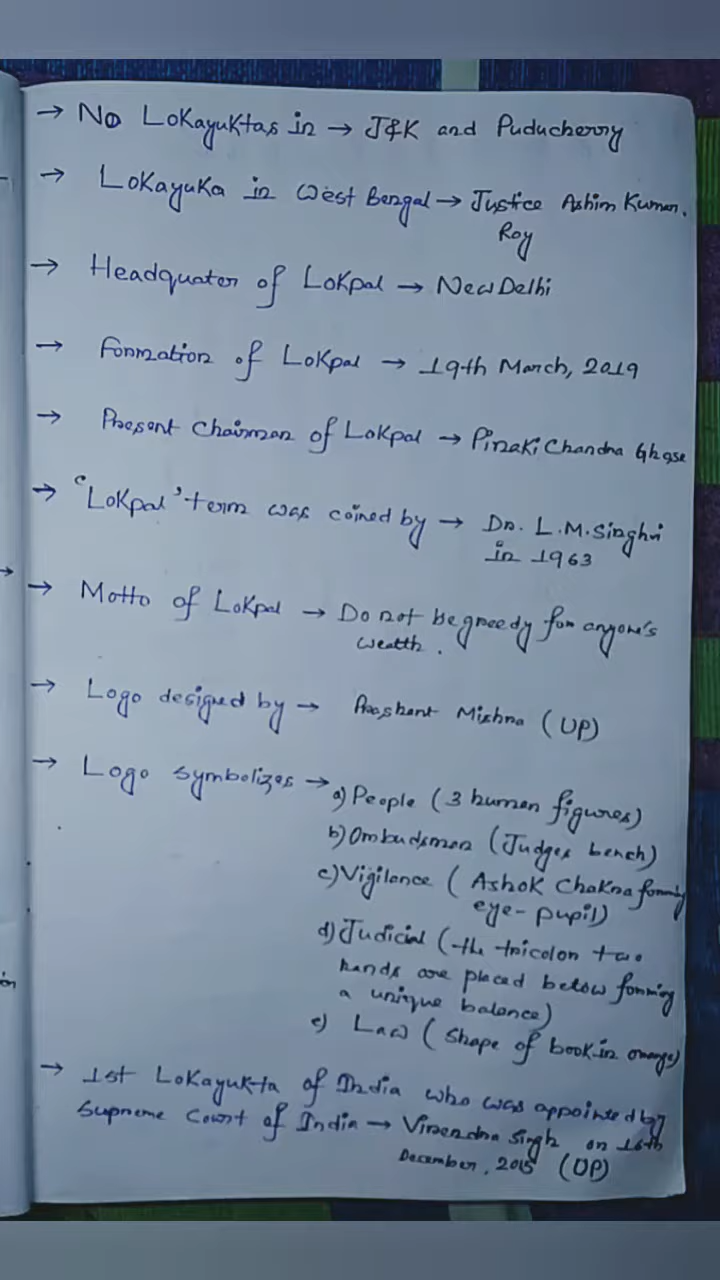 → No Lokayuktas in → J&K and Puducherry
→ Lokayuka in West Bengal → Justice Ashim Kumar.
Roy
→ Headquater of Lokpal → New Delhi
→ Formation of Lokpal → 19th March, 2019
→ Present Chairman of Lokpal → Pinaki Chandra Ghose
→ 'Lokpal' term was coined by → Dr. L.M. Singhvi
in 1963
→ Motto of Lokpal → Do not be greedy for anyone's
wealth.
→ Logo designed by → Prashant Mishra (UP)
→ Logo symbolizes →
a) People (3 human figures)
b) Ombudsman (Judges bench)
c) Vigilance (Ashok Chakra forming
eye-pupil)
d) Judicial (the tricolor two
hands are placed below forming
a unique balance)
e) Law (shape of book in orange)
→ 1st Lokayukta of India who was appointed by
Supreme Court of India → Virendra Singh on 16th
December, 2015 (UP)